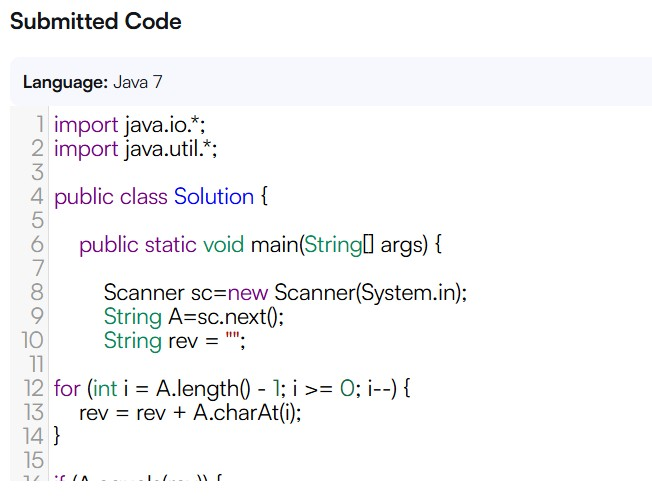 Submitted Code
Language: Java 7
1 import java.io.*;
2 import java.util.*;
3
4 public class Solution {
5
6 public static void main(String[] args) {
7
8 Scanner sc=new Scanner(System.in);
9 String A=sc.next();
10 String rev = "";
11
12 for (int i = A.length() - 1; i >= 0; i--) {
13 rev = rev + A.charAt(i);
14 }
15